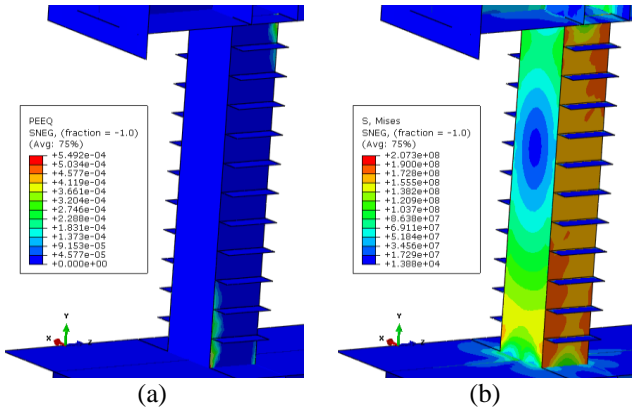 PEEQ
SNEG, (fraction = -1.0)
(Avg: 75%)
+5.492e-04
+5.034e-04
+4.577e-04
+4.119e-04
+3.661e-04
+3.204e-04
+2.746e-04
+2.288e-04
+1.831e-04
+1.373e-04
+9.153e-05
+4.577e-05
+0.000e+00
Y
X
Z
(a)
S, Mises
SNEG, (fraction = -1.0)
(Avg: 75%)
+2.073e+08
+1.900e+08
+1.728e+08
+1.555e+08
+1.382e+08
+1.209e+08
+1.037e+08
+8.638e+07
+6.911e+07
+5.184e+07
+3.456e+07
+1.729e+07
+1.388e+04
Y
X
Z
(b)